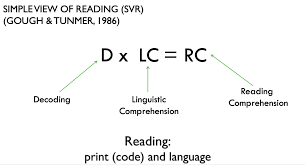 SIMPLE VIEW OF READING (SVR)
(GOUGH & TUNMER, 1986)
D x LC = RC
Decoding
Linguistic
Comprehension
Reading
Comprehension
Reading:
print (code) and language